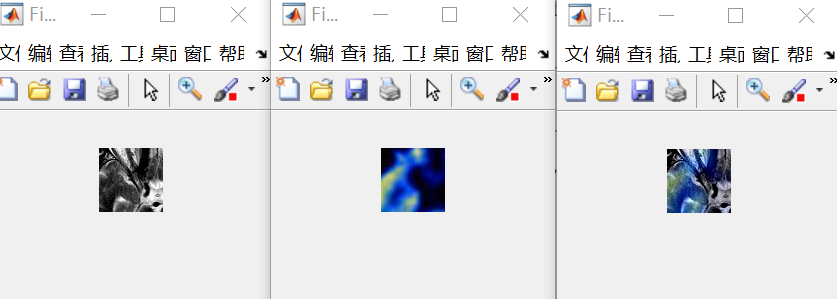 Fi...
文 编 查 插 工 桌 窗 帮
Fi...
文 编 查 插 工 桌 窗 帮
Fi...
文 编 查 插 工 桌 窗 帮